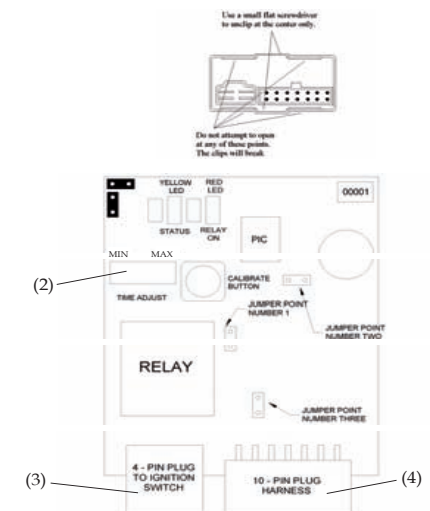 Use a small flat screwdriver
to unclip at the center only.
Do not attempt to open
at any of these points.
The clips will break.
YELLOW
LED
RED
LED
00001
STATUS
RELAY
ON
PIC
MIN
MAX
(2)
CALIBRATE
BUTTON
TIME ADJUST
JUMPER POINT
NUMBER 1
JUMPER POINT
NUMBER TWO
RELAY
JUMPER POINT
NUMBER THREE
(3)
4 - PIN PLUG
TO IGNITION
SWITCH
10 - PIN PLUG
HARNESS
(4)